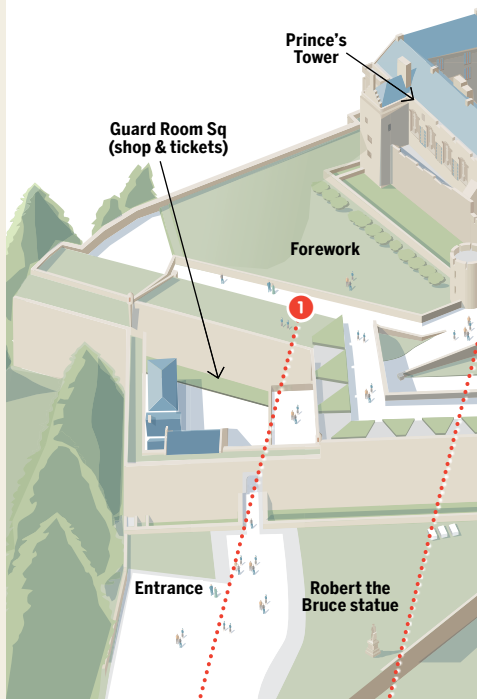 Prince's
Tower
Guard Room Sq
(shop & tickets)
Forework
1
Entrance
Robert the
Bruce statue